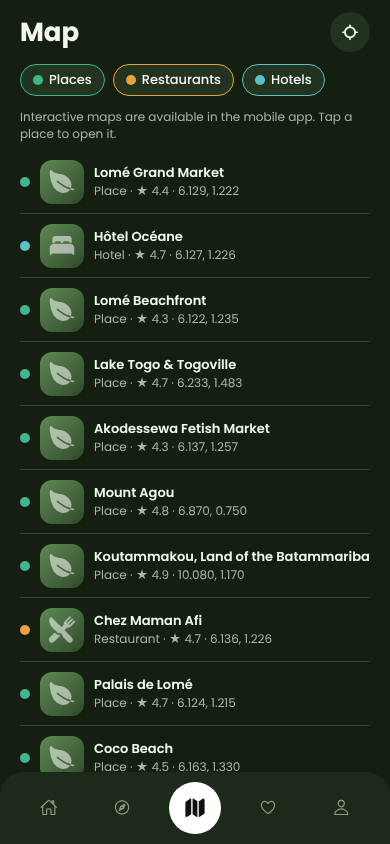 Map
Places
Restaurants
Hotels
Interactive maps are available in the mobile app. Tap a
place to open it.
Lomé Grand Market
Place · ★ 4.4 · 6.129, 1.222
Hôtel Océane
Hotel · ★ 4.7 · 6.127, 1.226
Lomé Beachfront
Place · ★ 4.3 · 6.122, 1.235
Lake Togo & Togoville
Place · ★ 4.7 · 6.233, 1.483
Akodessewa Fetish Market
Place · ★ 4.3 · 6.137, 1.257
Mount Agou
Place · ★ 4.8 · 6.870, 0.750
Koutammakou, Land of the Batammariba
Place · ★ 4.9 · 10.080, 1.170
Chez Maman Afi
Restaurant · ★ 4.7 · 6.136, 1.226
Palais de Lomé
Place · ★ 4.7 · 6.124, 1.215
Coco Beach
Place · ★ 4.5 · 6.163, 1.330